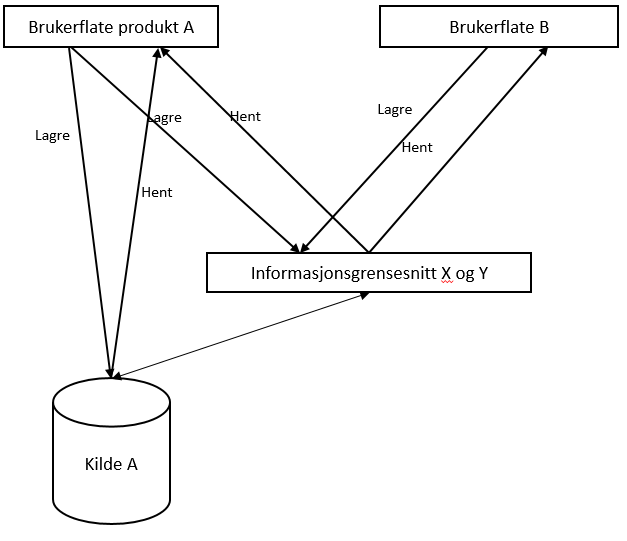 Brukerflate produkt A
Brukerflate B
Lagre
Hent
Lagre
Lagre
Hent
Hent
Informasjonsgrensesnitt X og Y
Kilde A